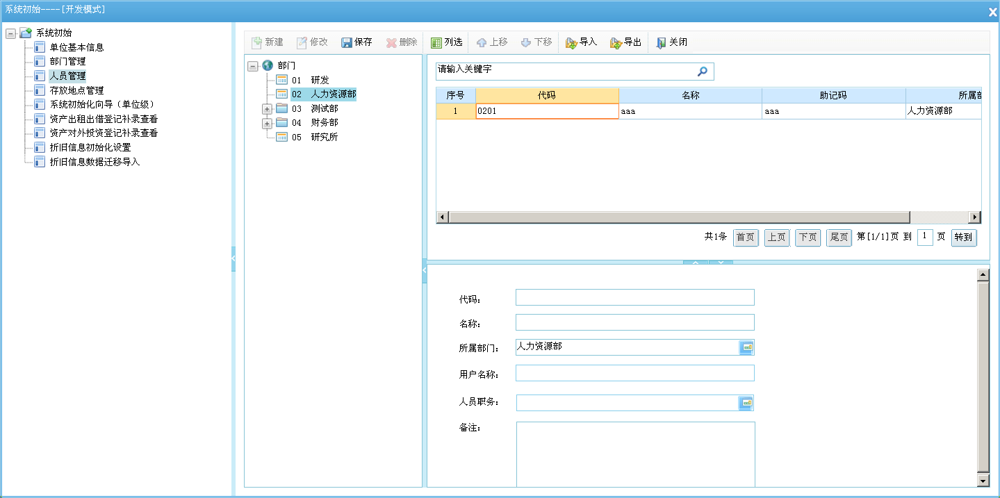 系统初始----[开发模式]
系统初始
单位基本信息
部门管理
人员管理
存放地点管理
系统初始化向导（单位级）
资产出租出借登记补录查看
资产对外投资登记补录查看
折旧信息初始化设置
折旧信息数据迁移导入
新建 修改 保存 删除 列选 上移 下移 导入 导出 关闭
部门
01 研发
02 人力资源部
03 测试部
04 财务部
05 研究所
请输入关键字
序号 代码 名称 助记码 所属部
1 0201 aaa aaa 人力资源部
共1条 首页 上页 下页 尾页 第[1/1]页 到 1 页 转到
代码：
名称：
所属部门： 人力资源部
用户名称：
人员职务：
备注：